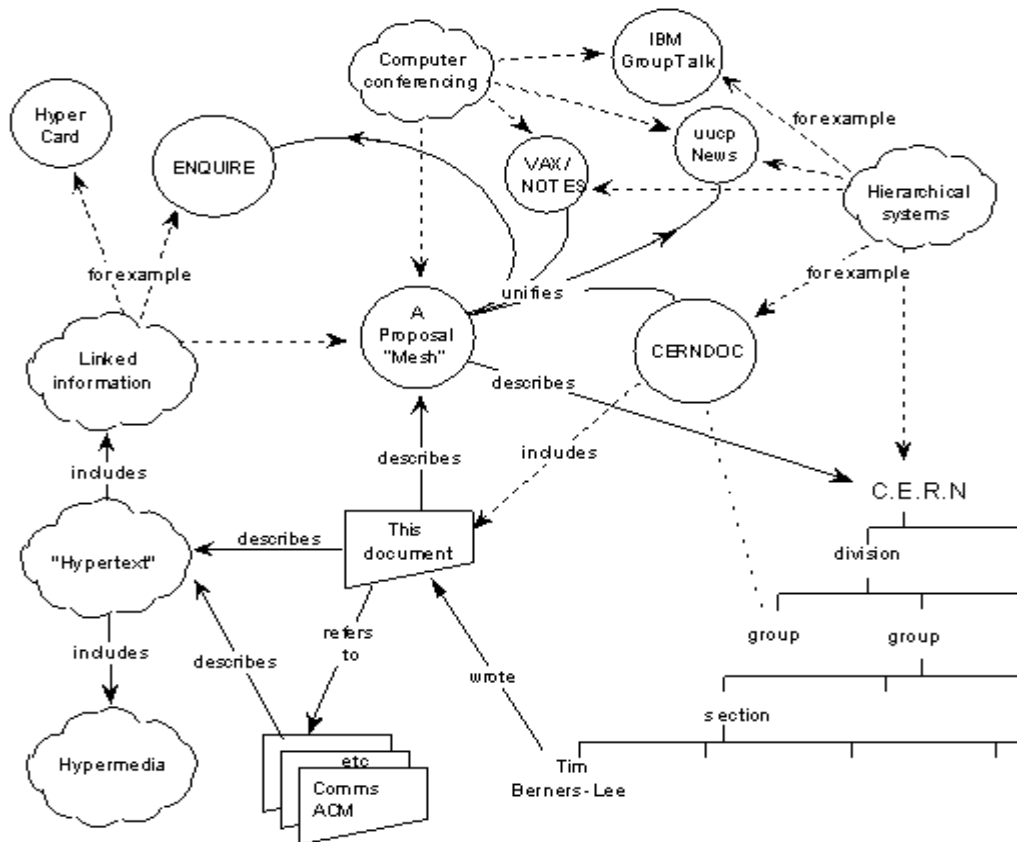 IBM
GroupTalk
Computer
conferencing
Hyper
Card
for example
uucp
News
ENQUIRE
VAX/
NOTES
Hierarchical
systems
for example
for example
unifies
A
Proposal
"Mesh"
CERNDOC
Linked
information
describes
includes
describes
includes
C.E.R.N
This
document
describes
"Hypertext"
division
refers
to
group
group
includes
describes
wrote
section
Hypermedia
etc
Comms
ACM
Tim
Berners-Lee